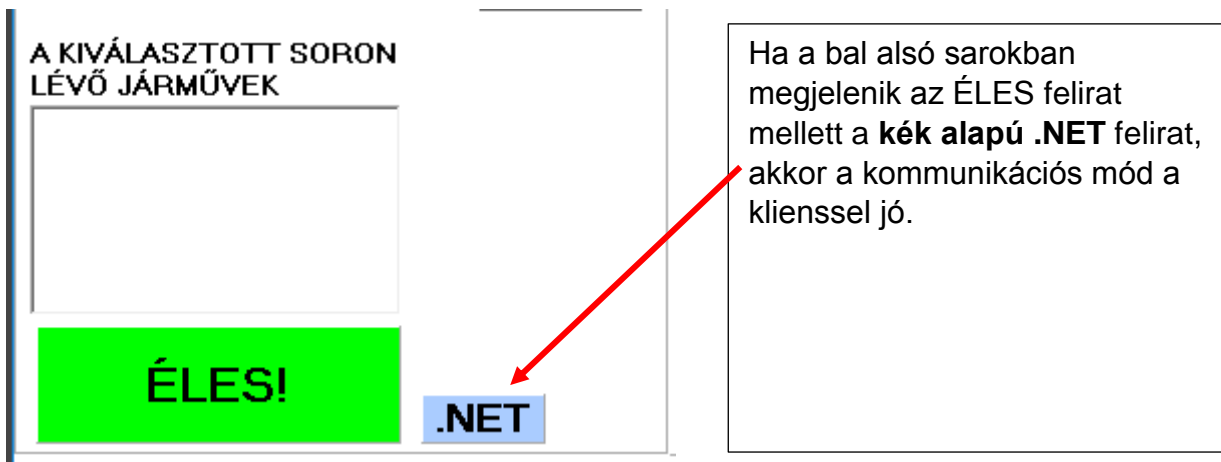 A KIVÁLASZTOTT SORON
LÉVŐ JÁRMŰVEK
ÉLES!
.NET
Ha a bal alsó sarokban
megjelenik az ÉLES felirat
mellett a kék alapú .NET felirat,
akkor a kommunikációs mód a
klienssel jó.